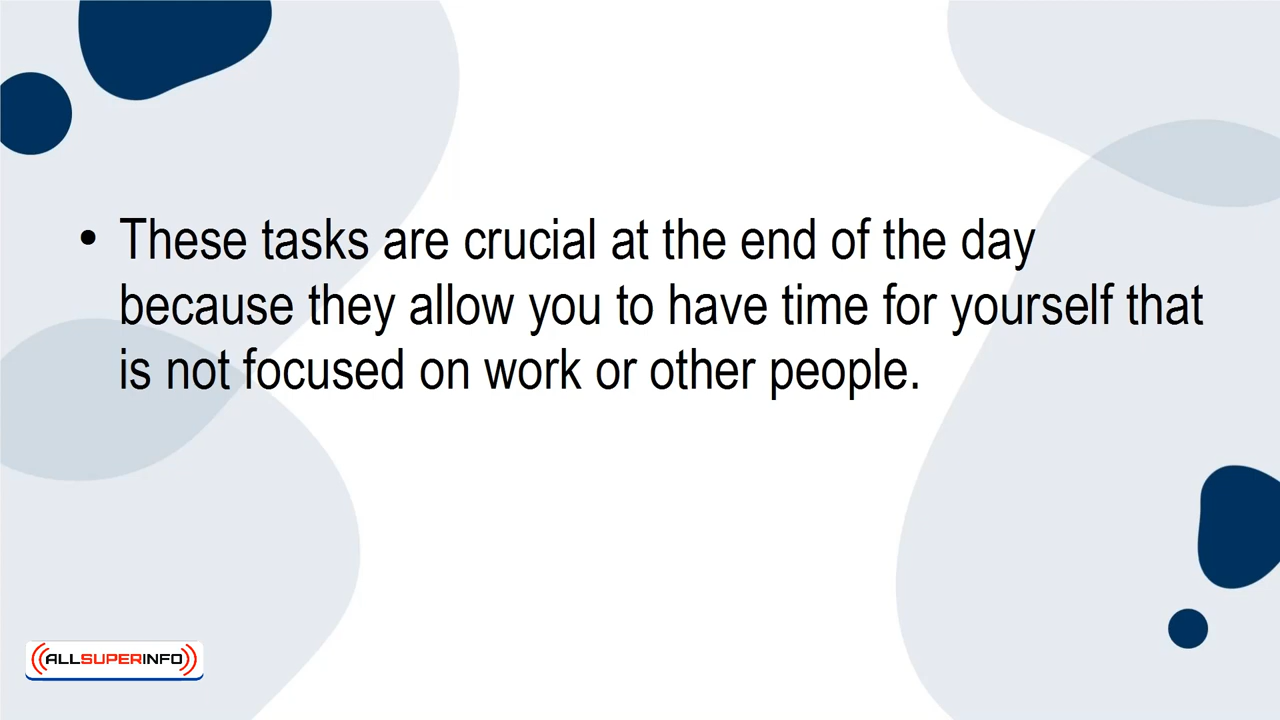 • These tasks are crucial at the end of the day
because they allow you to have time for yourself that
is not focused on work or other people.
ALLSUPERINFO